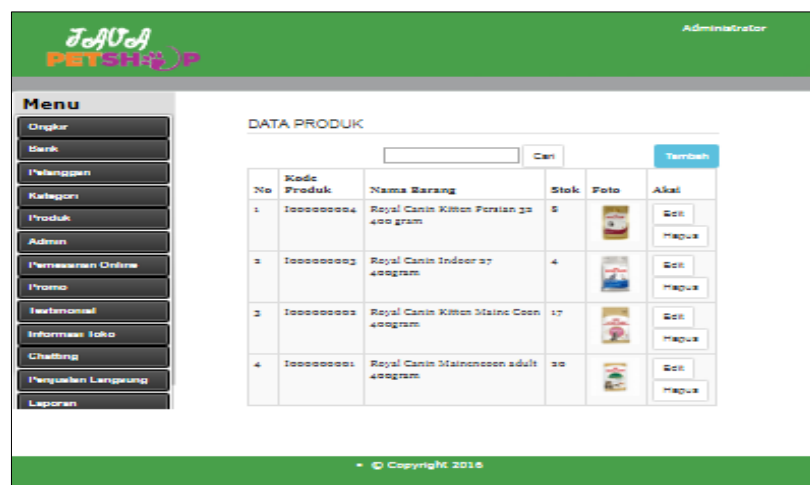 JAVA
PETSHOP
Administrator
Menu
Ongkir
Bank
Pelanggan
Kategori
Produk
Admin
Pemesanan Online
Promo
Testimonial
Informasi Toko
Chatting
Penjualan Langsung
Laporan
DATA PRODUK
Cari
Tambah
No Kode Produk Nama Barang Stok Foto Aksi
1 I000000004 Royal Canin Kitten Persian 32 5 Edit
400 gram Hapus
2 I000000003 Royal Canin Indoor 27 4 Edit
400gram Hapus
3 I000000002 Royal Canin Kitten Maine Coon 17 Edit
400gram Hapus
4 I000000001 Royal Canin Mainencoon adult 20 Edit
400gram Hapus
© Copyright 2016